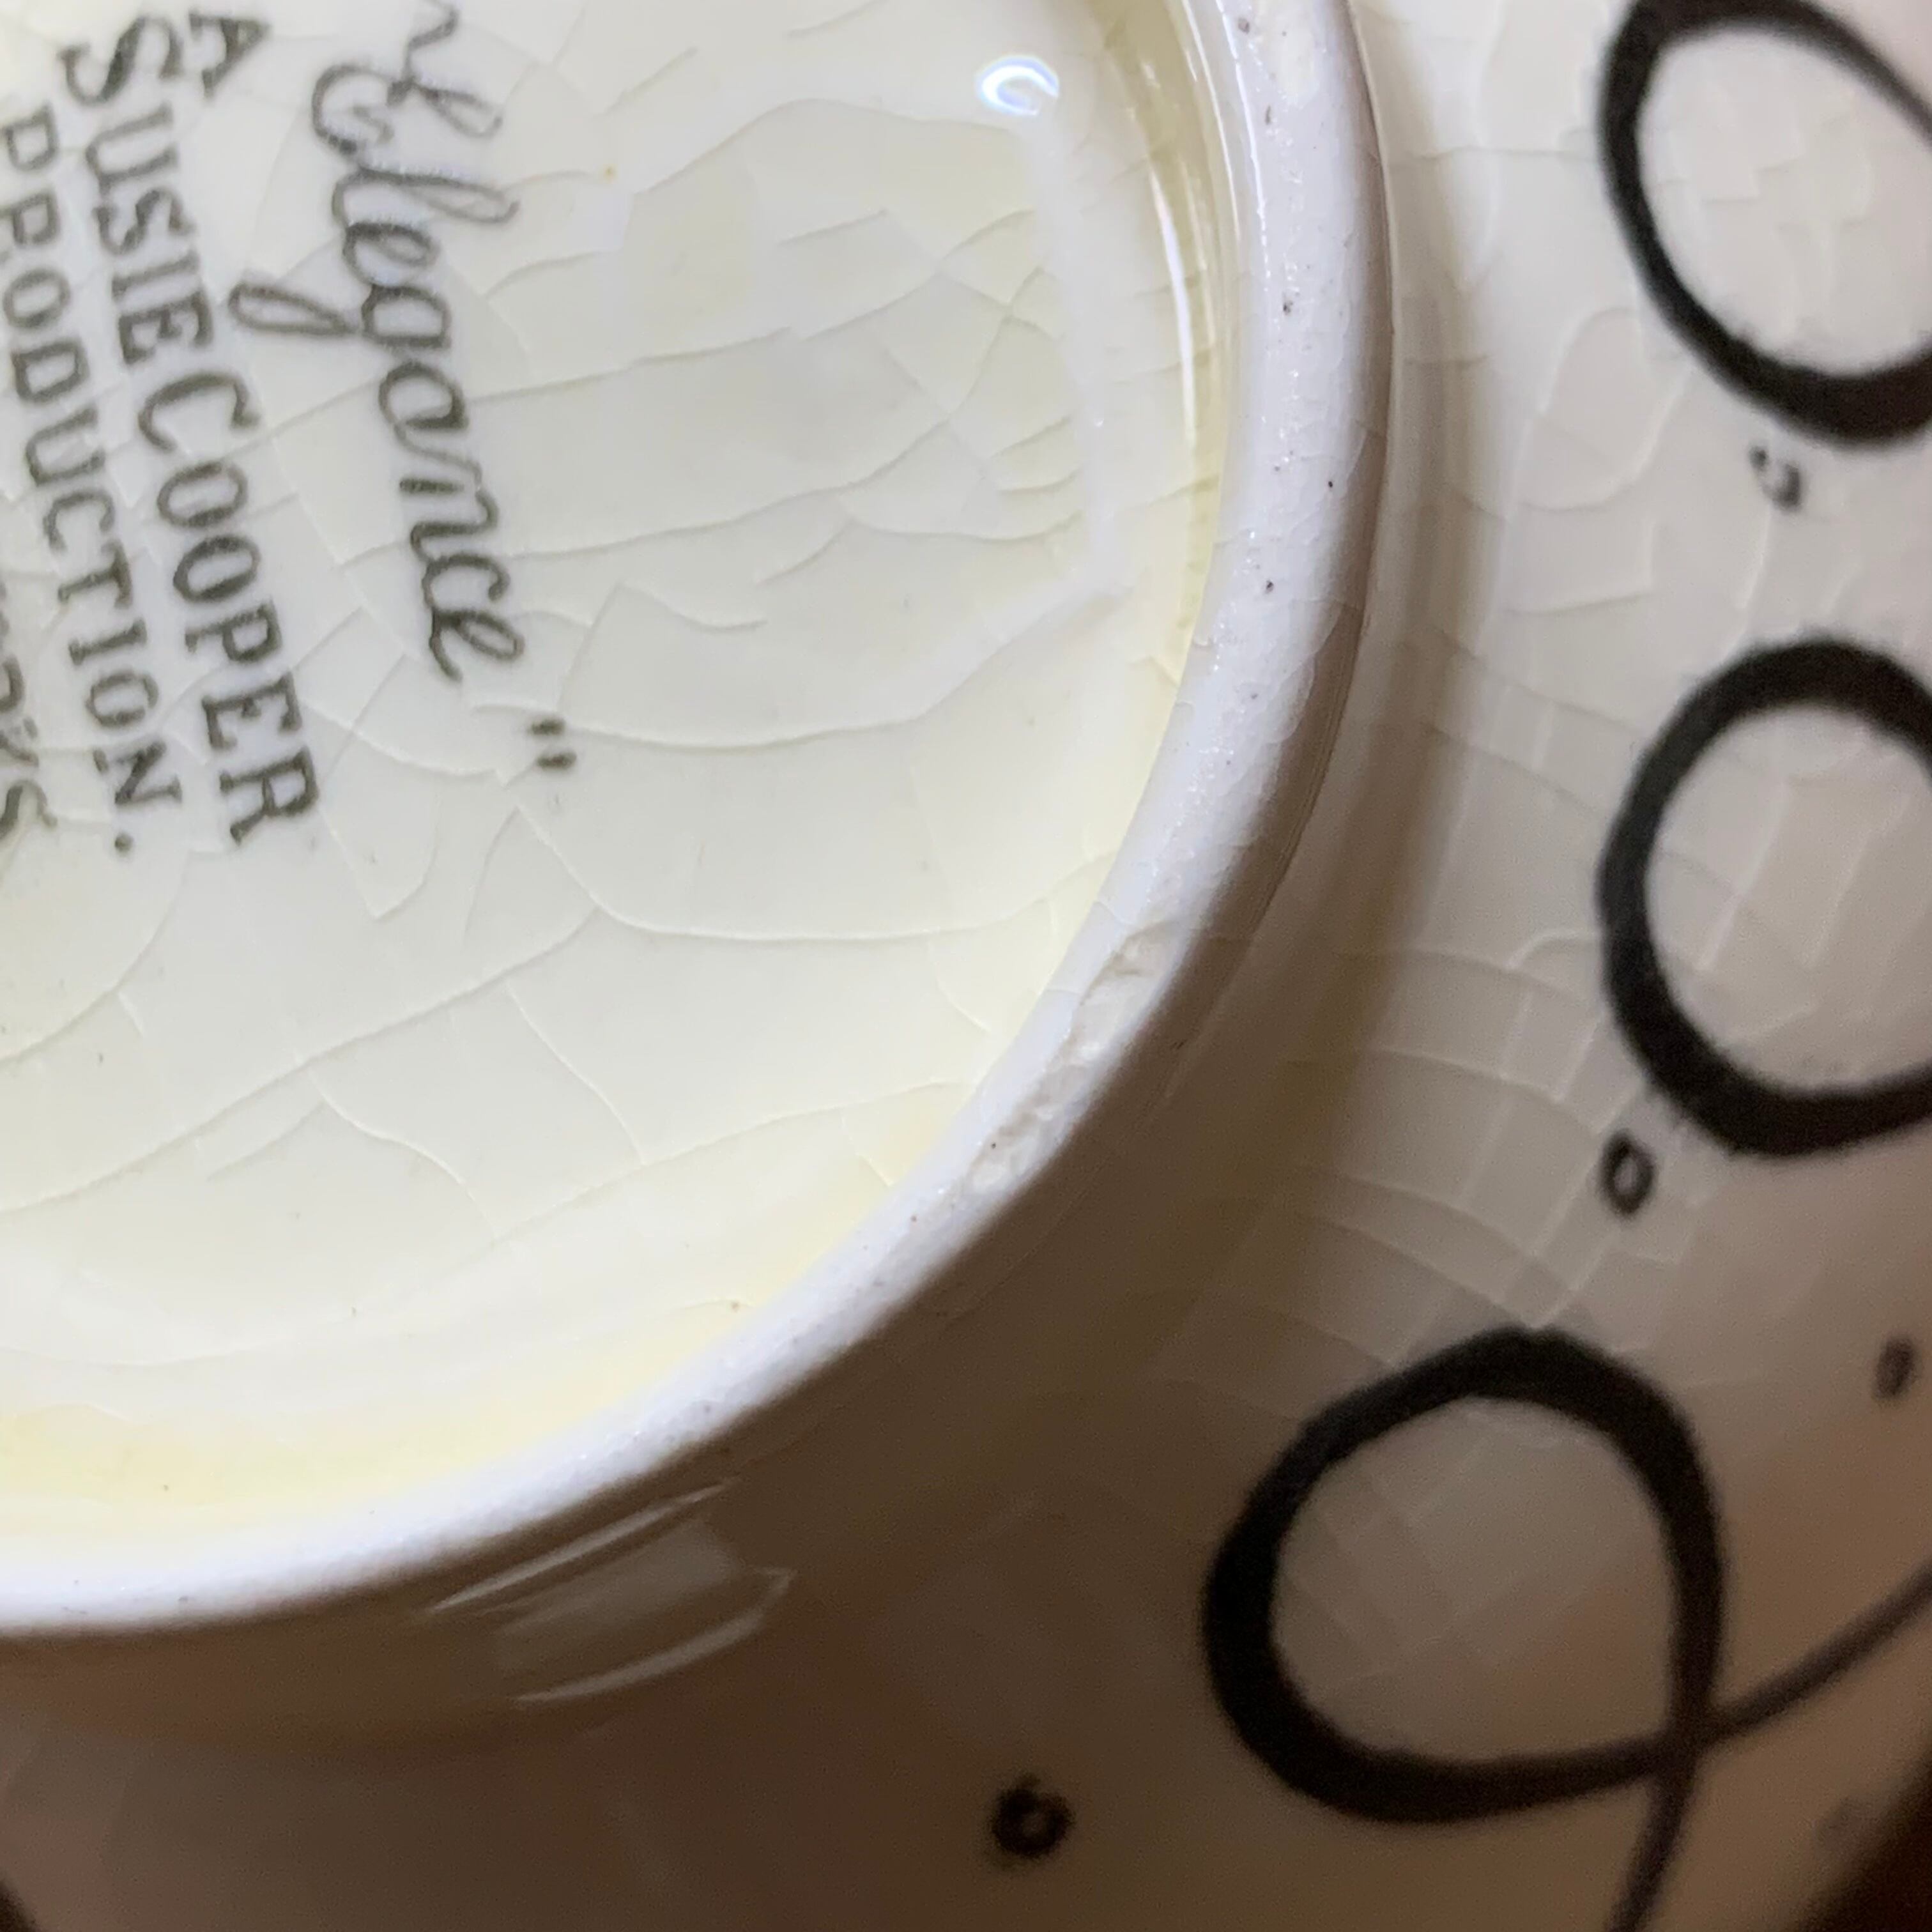 Elegance "
A
SUSIE COOPER
PRODUCTION.